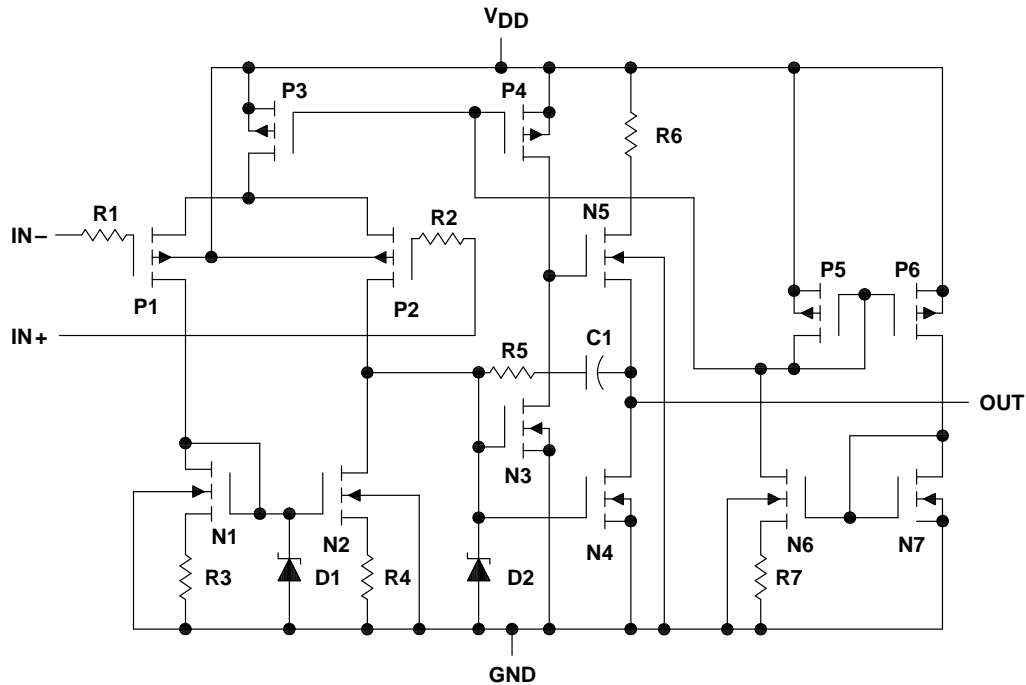 VDD
P3
P4
R6
R1
R2
N5
IN−
P5
P6
P1
P2
IN+
R5
C1
OUT
N3
N1
N2
N4
N6
N7
R3
D1
R4
D2
R7
GND